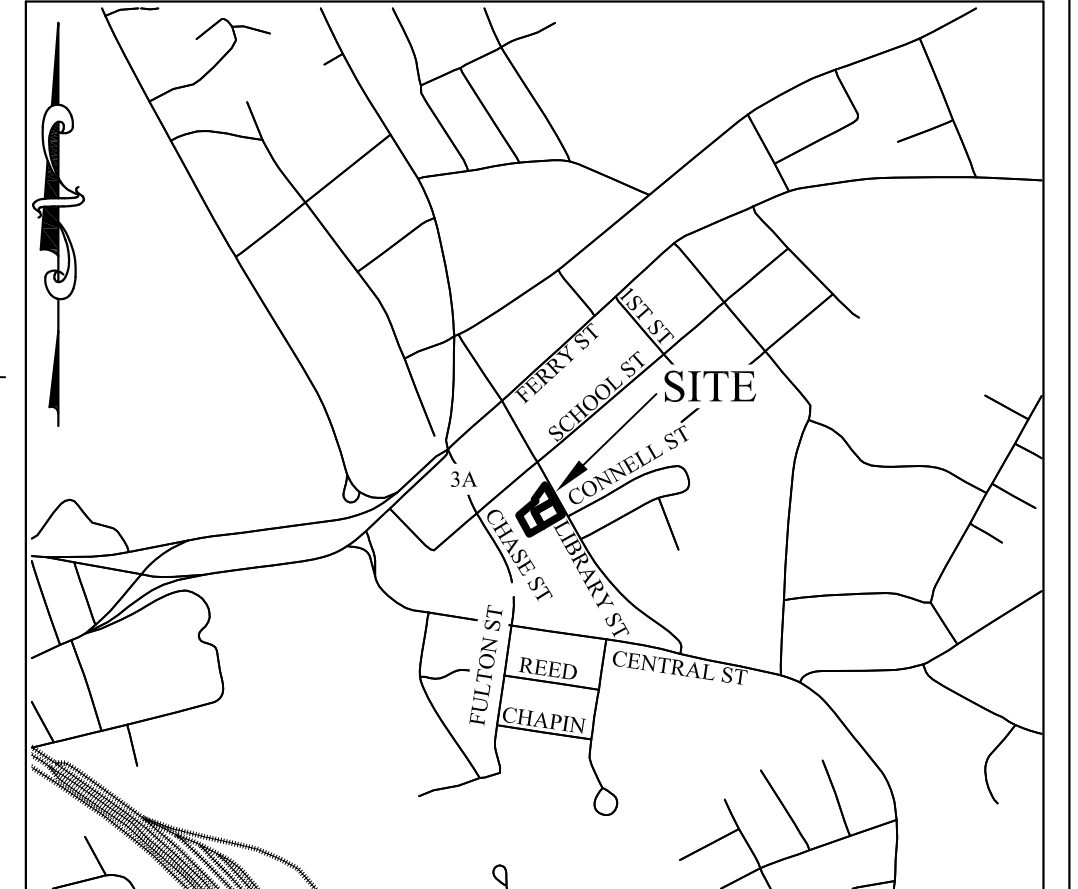 1ST ST
FERRY ST
SCHOOL ST
SITE
CONNELL ST
3A
CHASE ST
LIBRARY ST
FULTON ST
REED
CENTRAL ST
CHAPIN